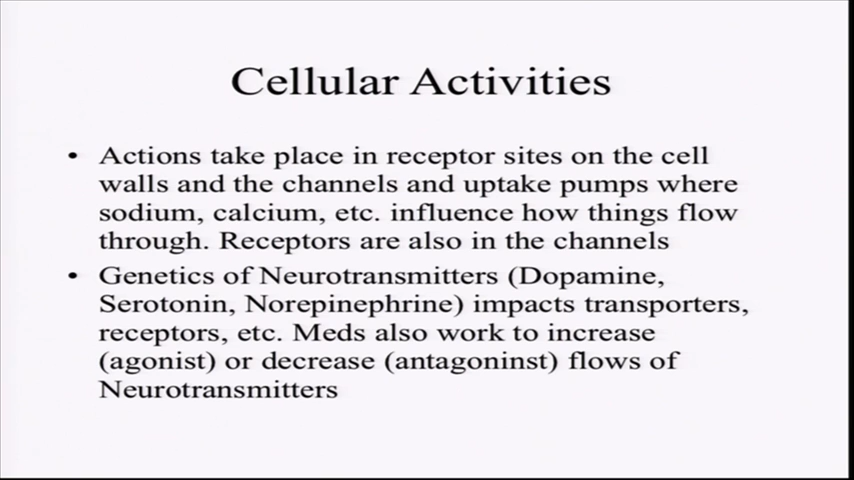 Cellular Activities
• Actions take place in receptor sites on the cell
walls and the channels and uptake pumps where
sodium, calcium, etc. influence how things flow
through. Receptors are also in the channels
• Genetics of Neurotransmitters (Dopamine,
Serotonin, Norepinephrine) impacts transporters,
receptors, etc. Meds also work to increase
(agonist) or decrease (antagoninst) flows of
Neurotransmitters